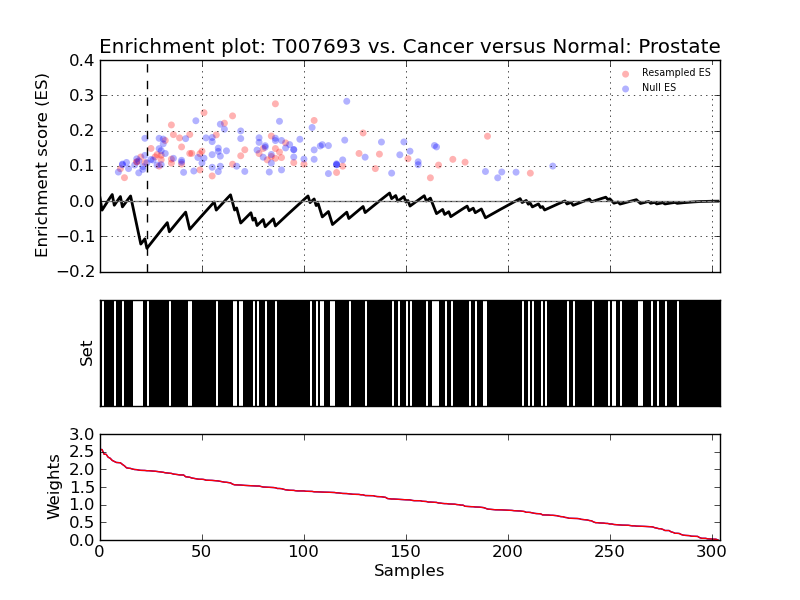 Enrichment plot: T007693 vs. Cancer versus Normal: Prostate
Enrichment score (ES)
0.4
0.3
0.2
0.1
0.0
−0.1
−0.2
Resampled ES
Null ES
Set
Weights
3.0
2.5
2.0
1.5
1.0
0.5
0.0
0 50 100 150 200 250 300
Samples